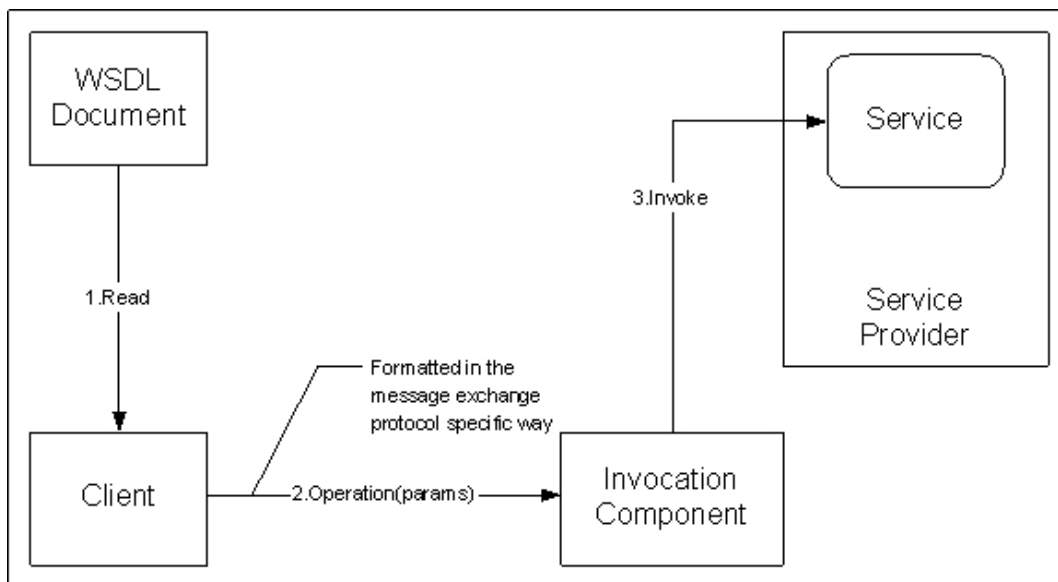 WSDL
Document
Service
3.Invoke
1.Read
Service
Provider
Formatted in the
message exchange
protocol specific way
Client
2.Operation(params)
Invocation
Component